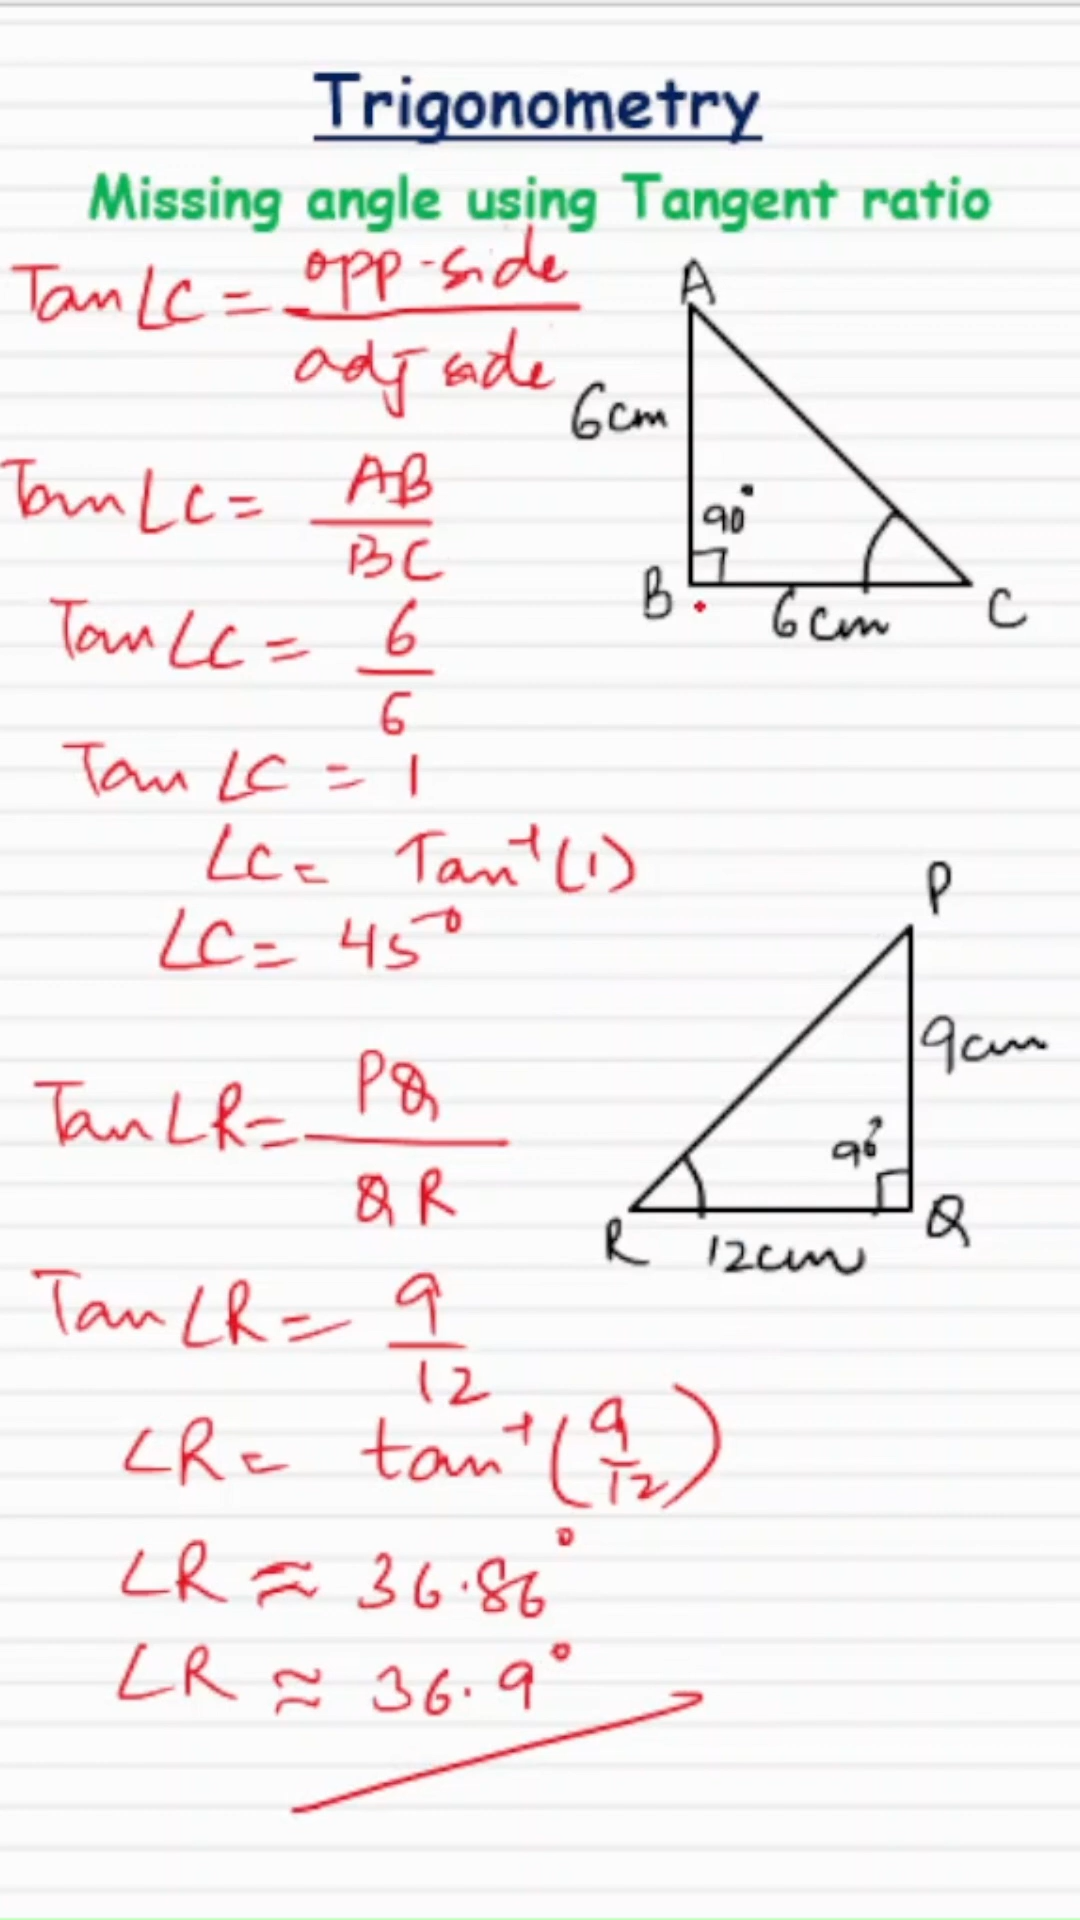 Trigonometry
Missing angle using Tangent ratio
Tan∠C = opp-side / adj side
A
6cm
Tan∠C = AB / BC
90°
B
6cm
C
Tan∠C = 6 / 6
Tan ∠C = 1
∠C = Tan⁻¹(1)
∠C = 45°
P
9cm
Tan∠R = PQ / QR
90°
R
12cm
Q
Tan∠R = 9 / 12
∠R = tan⁻¹(9/12)
∠R ≈ 36.86°
∠R ≈ 36.9°